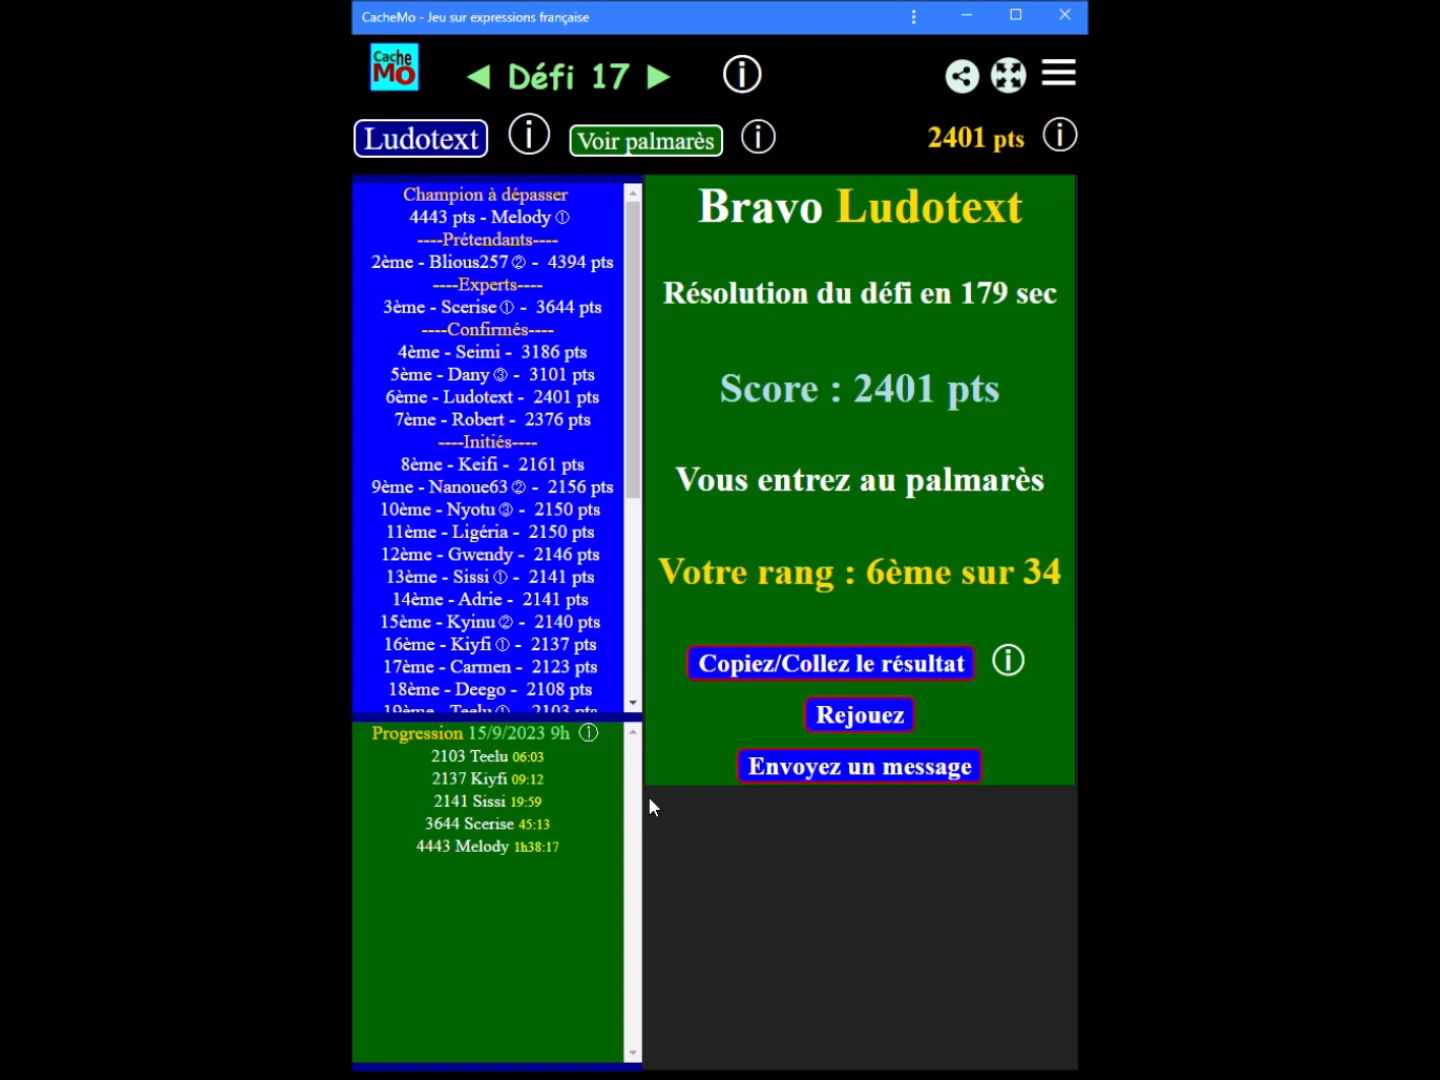 CacheMo - Jeu sur expressions française
Cache
MO
Défi 17
Ludotext
Voir palmarès
2401 pts
Champion à dépasser
4443 pts - Melody ①
----Prétendants----
2ème - Blious257 ② - 4394 pts
----Experts----
3ème - Scerise ① - 3644 pts
----Confirmés----
4ème - Seimi - 3186 pts
5ème - Dany ③ - 3101 pts
6ème - Ludotext - 2401 pts
7ème - Robert - 2376 pts
----Initiés----
8ème - Keifi - 2161 pts
9ème - Nanoue63 ② - 2156 pts
10ème - Nyotu ③ - 2150 pts
11ème - Ligéria - 2150 pts
12ème - Gwendy - 2146 pts
13ème - Sissi ① - 2141 pts
14ème - Adrie - 2141 pts
15ème - Kyinu ② - 2140 pts
16ème - Kiyfi ① - 2137 pts
17ème - Carmen - 2123 pts
18ème - Deego - 2108 pts
19ème - Teelu ① - 2103 pts
Progression 15/9/2023 9h
2103 Teelu 06:03
2137 Kiyfi 09:12
2141 Sissi 19:59
3644 Scerise 45:13
4443 Melody 1h38:17
Bravo Ludotext
Résolution du défi en 179 sec
Score : 2401 pts
Vous entrez au palmarès
Votre rang : 6ème sur 34
Copiez/Collez le résultat
Rejouez
Envoyez un message